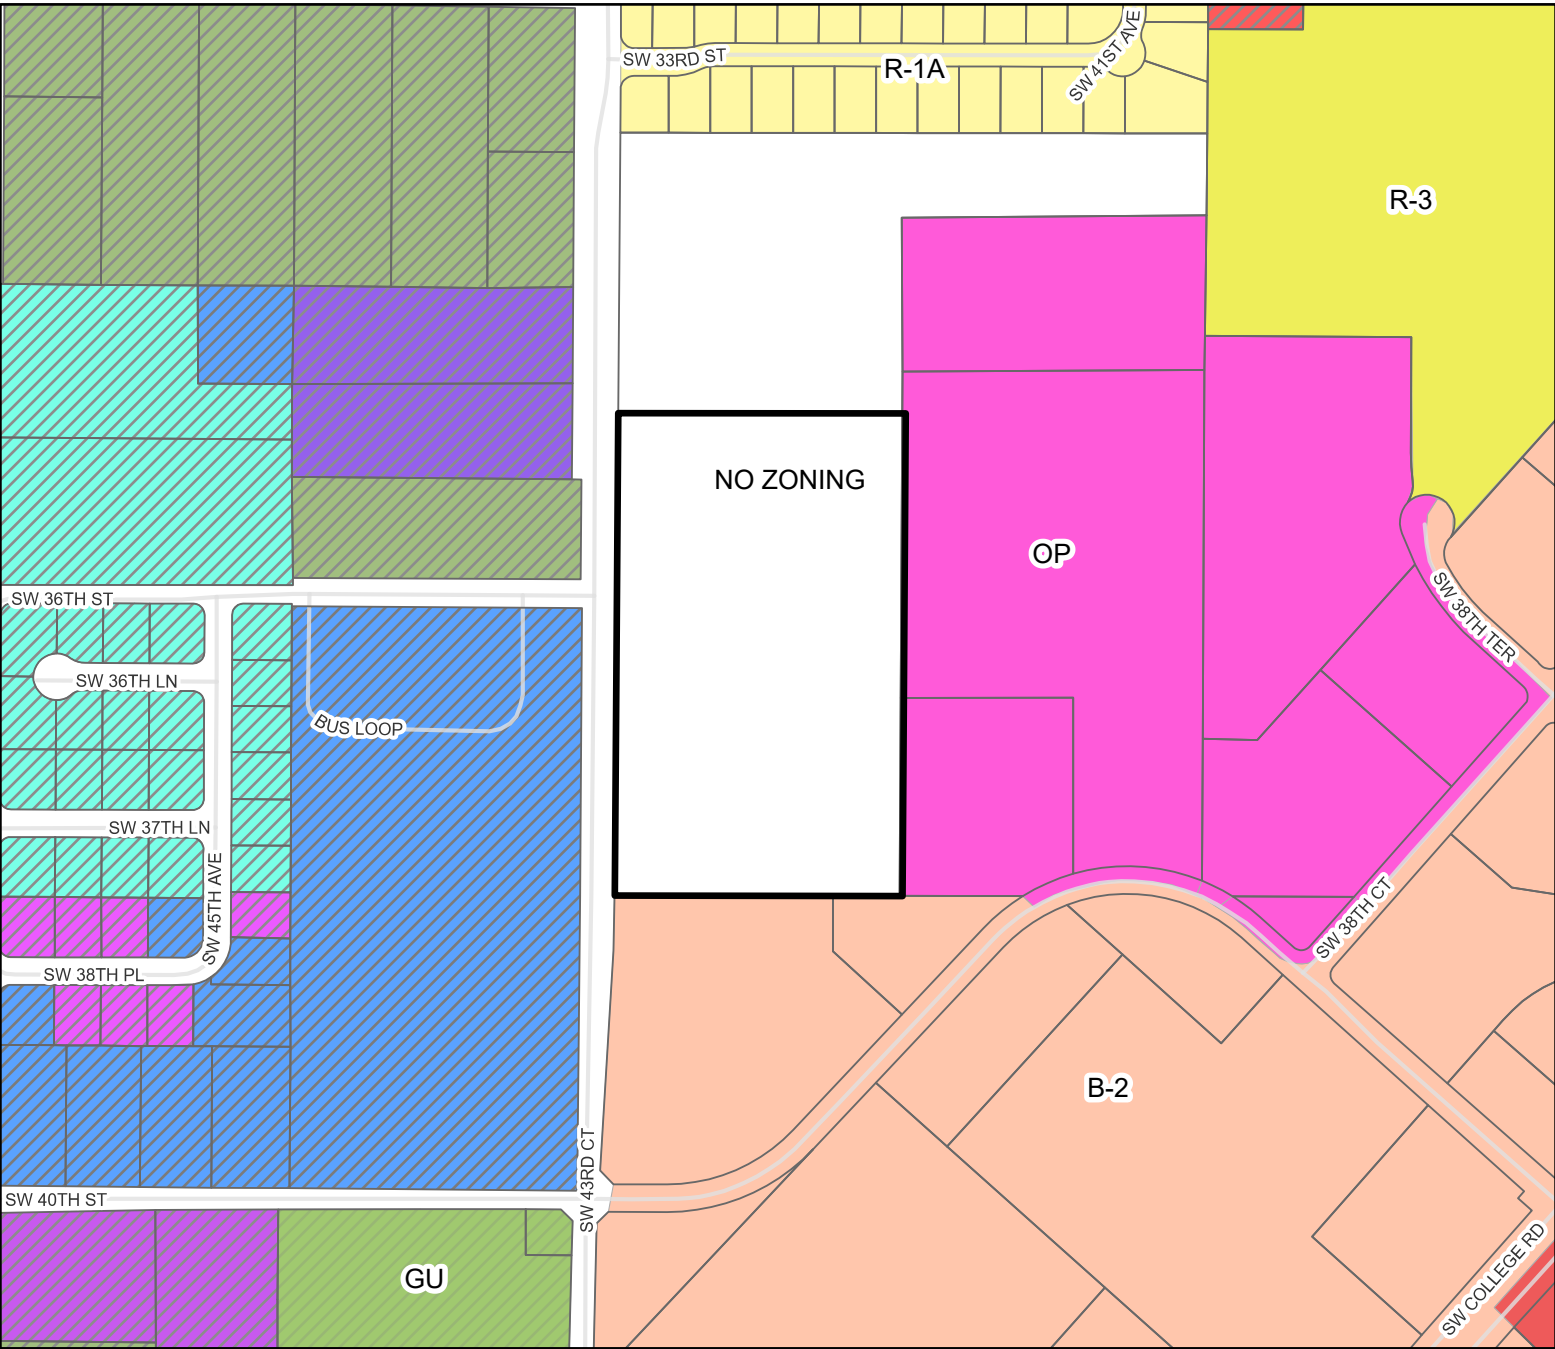 SW 41ST AVE
SW 33RD ST
R-1A
R-3
NO ZONING
OP
SW 36TH ST
SW 38TH TER
SW 36TH LN
BUS LOOP
SW 37TH LN
SW 45TH AVE
SW 38TH CT
SW 38TH PL
B-2
SW 43RD CT
SW 40TH ST
GU
SW COLLEGE RD